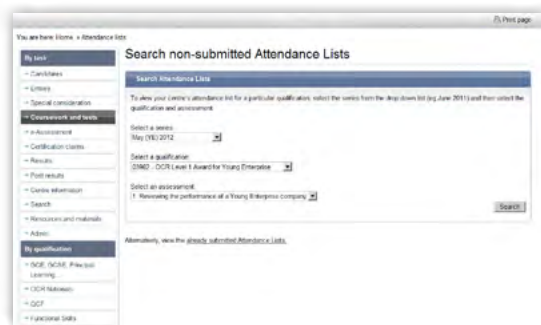 Print page
You are here: Home » Attendance lists
By task
Candidates
Entries
Special consideration
Coursework and tests
e-Assessment
Certification claims
Results
Post results
Centre information
Search
Resources and materials
Admin
By qualification
GCE, GCSE, Principal
Learning...
OCR Nationals
QCF
Functional Skills
Search non-submitted Attendance Lists
Search Attendance Lists
To view your centre's attendance list for a particular qualification, select the series from the drop down list (eg June 2011) and then select the
qualification and assessment.
Select a series
May (YE) 2012
Select a qualification
- OCR Level 1 Award for Young Enterprise
Select an assessment
1 Reviewing the performance of a Young Enterprise company
Search
Alternatively, view the already submitted Attendance Lists.